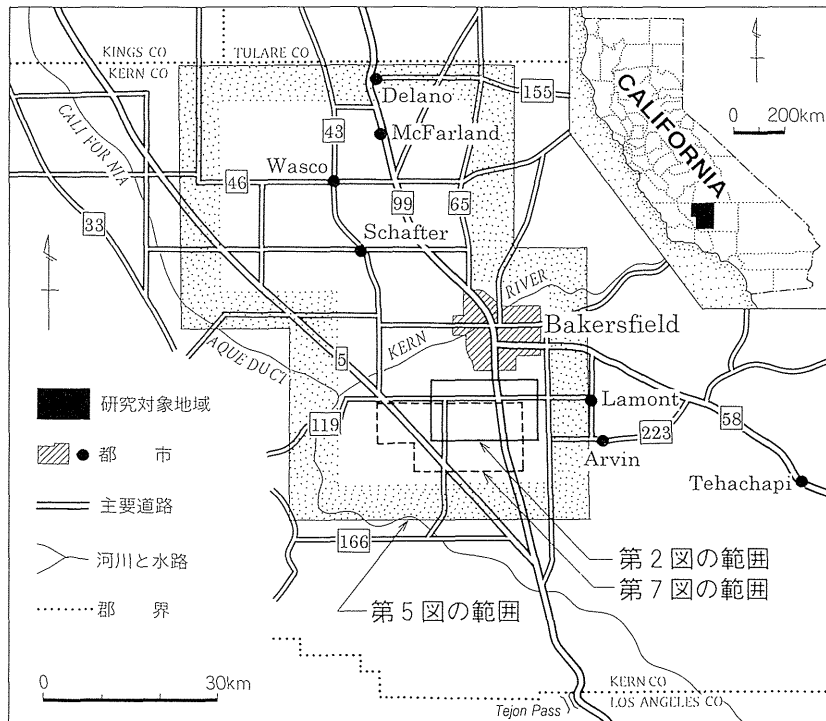 KINGS CO
KERN CO
TULARE CO
Delano
155
McFarland
43
CALIFORNIA
0 200km
CALI FOR NIA
Wasco
46
99
65
33
Schafter
RIVER
Bakersfield
KERN
AQUE DUCT
5
研究対象地域
Lamont
119
都 市
58
223
Arvin
Tehachapi
主要道路
166
第2図の範囲
河川と水路
第7図の範囲
第5図の範囲
郡 界
0 30km
KERN CO
LOS ANGELES CO
Tejon Pass